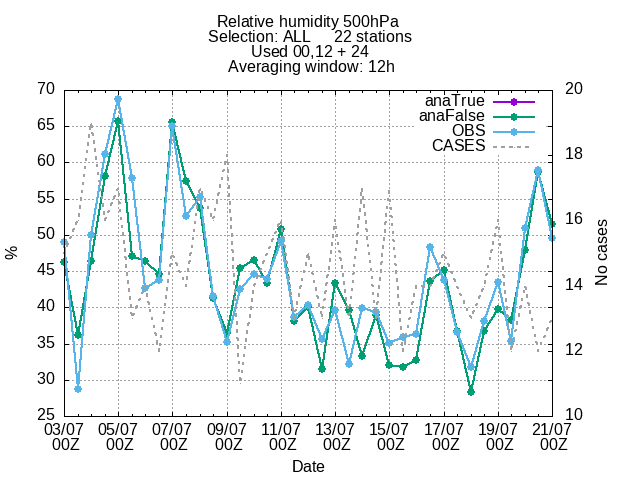 Relative humidity 500hPa
Selection: ALL 22 stations
Used 00,12 + 24
Averaging window: 12h
70
65
60
55
50
45
40
35
30
25
%
anaTrue
anaFalse
OBS
CASES
20
18
16
14
12
10
No cases
03/07 05/07 07/07 09/07 11/07 13/07 15/07 17/07 19/07 21/07
00Z 00Z 00Z 00Z 00Z 00Z 00Z 00Z 00Z 00Z
Date